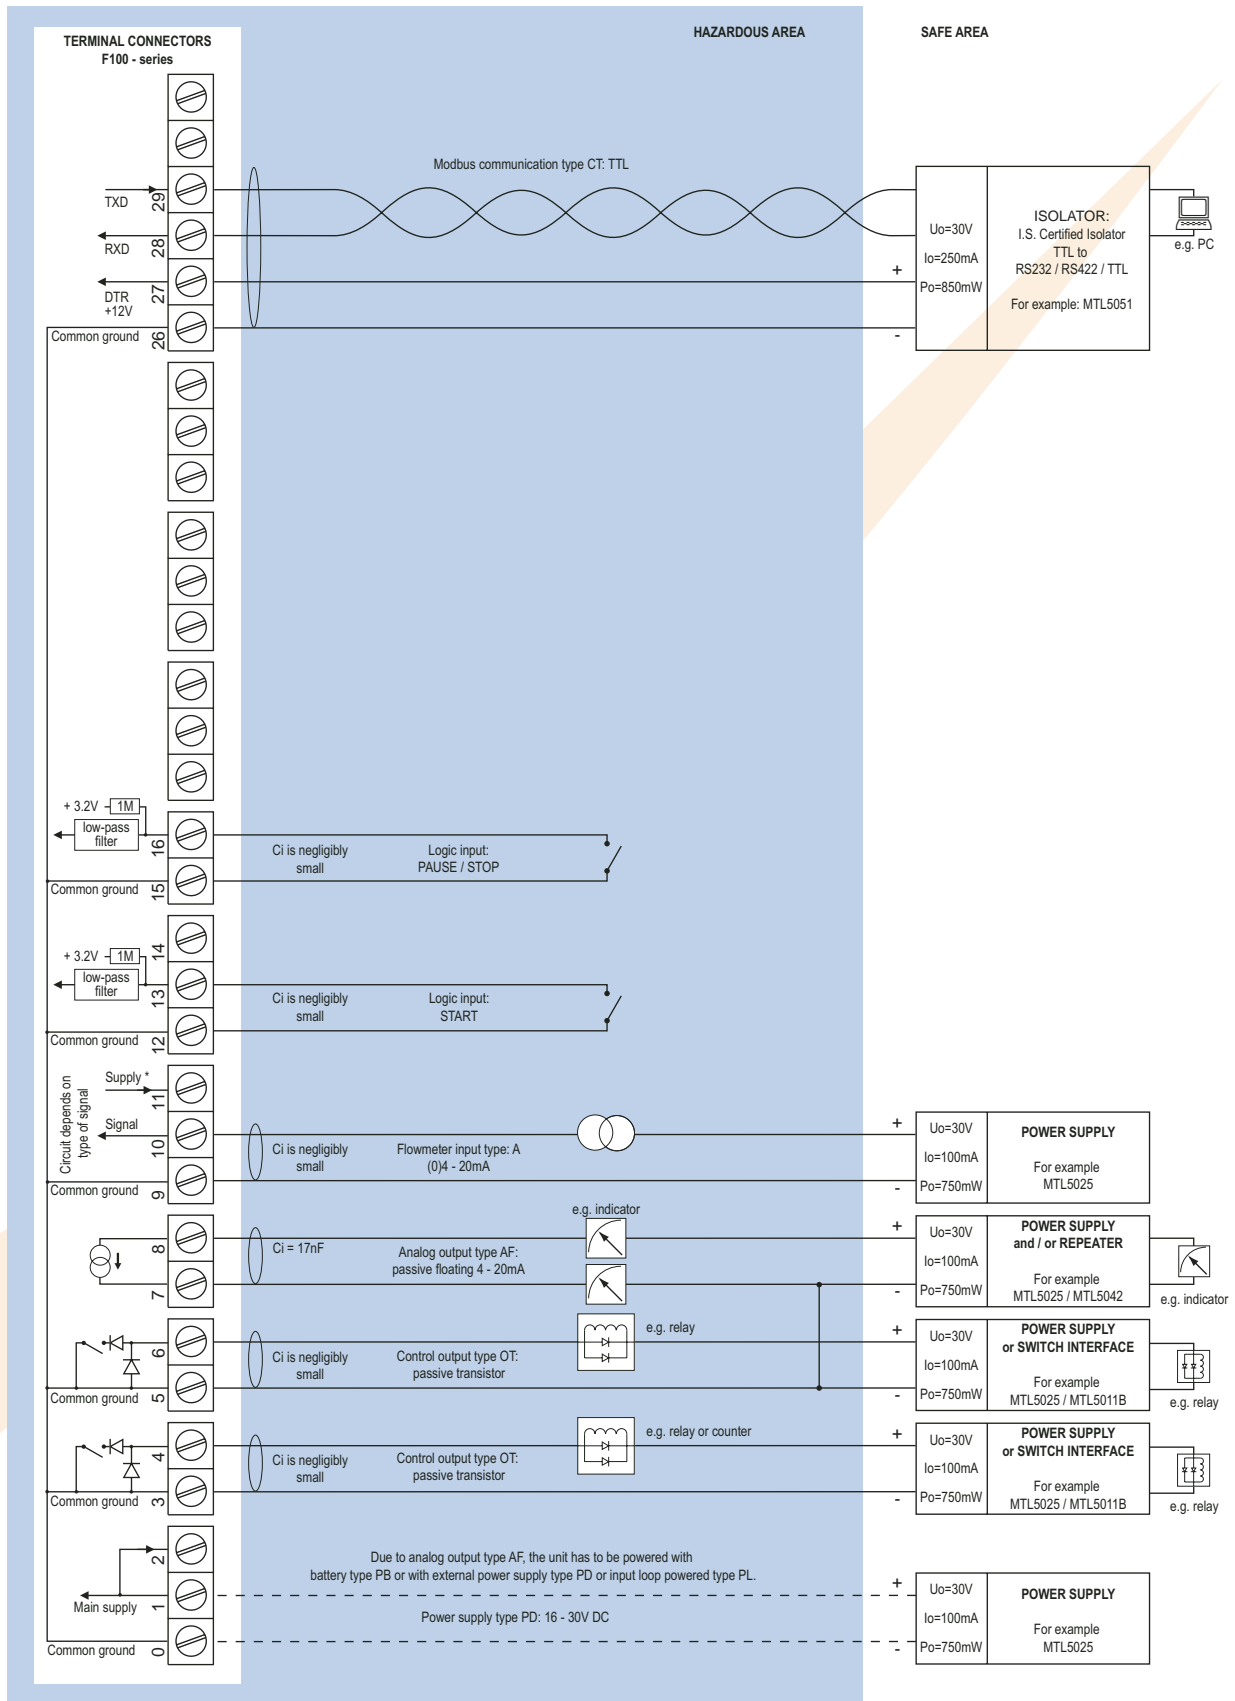 HAZARDOUS AREA
SAFE AREA
TERMINAL CONNECTORS
F100 - series
Modbus communication type CT: TTL
TXD
29
RXD
28
DTR
+12V
27
Common ground
26
+
-
Uo=30V
Io=250mA
Po=850mW
ISOLATOR:
I.S. Certified Isolator
TTL to
RS232 / RS422 / TTL
For example: MTL5051
e.g. PC
+ 3.2V
1M
low-pass
filter
16
Common ground
15
Ci is negligibly
small
Logic input:
PAUSE / STOP
14
+ 3.2V
1M
low-pass
filter
13
Common ground
12
Ci is negligibly
small
Logic input:
START
Circuit depends on
type of signal
Supply *
11
Signal
10
Common ground
9
Ci is negligibly
small
Flowmeter input type: A
(0)4 - 20mA
+
-
Uo=30V
Io=100mA
Po=750mW
POWER SUPPLY
For example
MTL5025
8
7
Ci = 17nF
Analog output type AF:
passive floating 4 - 20mA
e.g. indicator
+
-
Uo=30V
Io=100mA
Po=750mW
POWER SUPPLY
and / or REPEATER
For example
MTL5025 / MTL5042
e.g. indicator
6
Common ground
5
Ci is negligibly
small
Control output type OT:
passive transistor
e.g. relay
+
-
Uo=30V
Io=100mA
Po=750mW
POWER SUPPLY
or SWITCH INTERFACE
For example
MTL5025 / MTL5011B
e.g. relay
4
Common ground
3
Ci is negligibly
small
Control output type OT:
passive transistor
e.g. relay or counter
+
-
Uo=30V
Io=100mA
Po=750mW
POWER SUPPLY
or SWITCH INTERFACE
For example
MTL5025 / MTL5011B
e.g. relay
2
Main supply
1
Common ground
0
Due to analog output type AF, the unit has to be powered with
battery type PB or with external power supply type PD or input loop powered type PL.
Power supply type PD: 16 - 30V DC
+
-
Uo=30V
Io=100mA
Po=750mW
POWER SUPPLY
For example
MTL5025